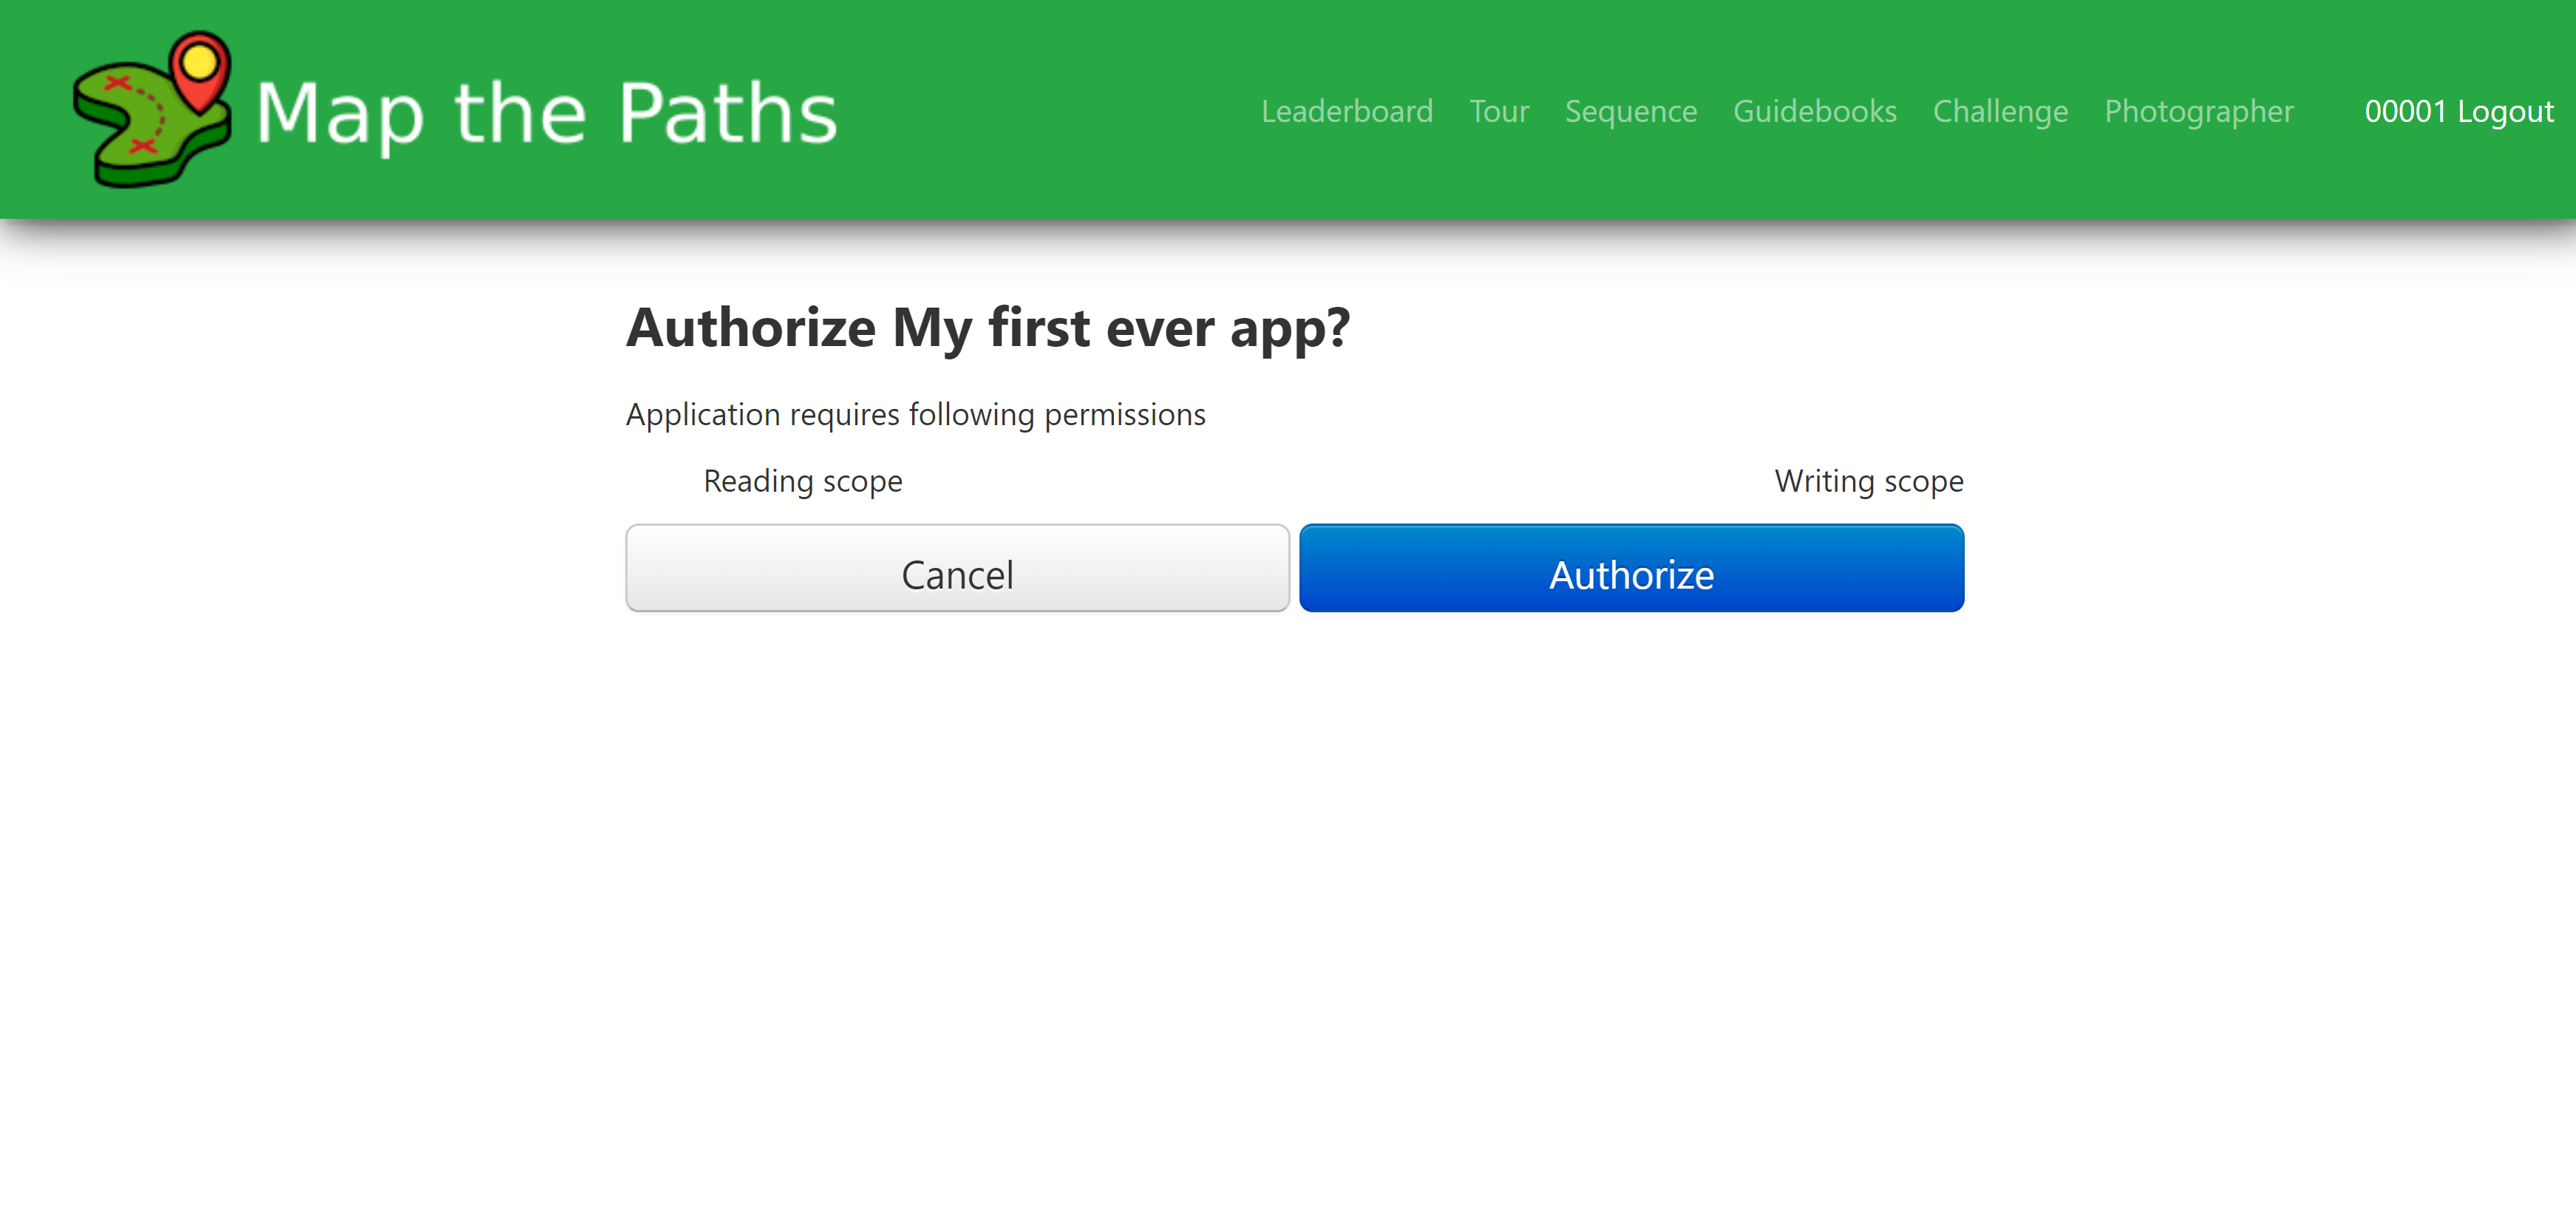 Map the Paths
Leaderboard Tour Sequence Guidebooks Challenge Photographer 00001 Logout
Authorize My first ever app?
Application requires following permissions
Reading scope Writing scope
Cancel Authorize